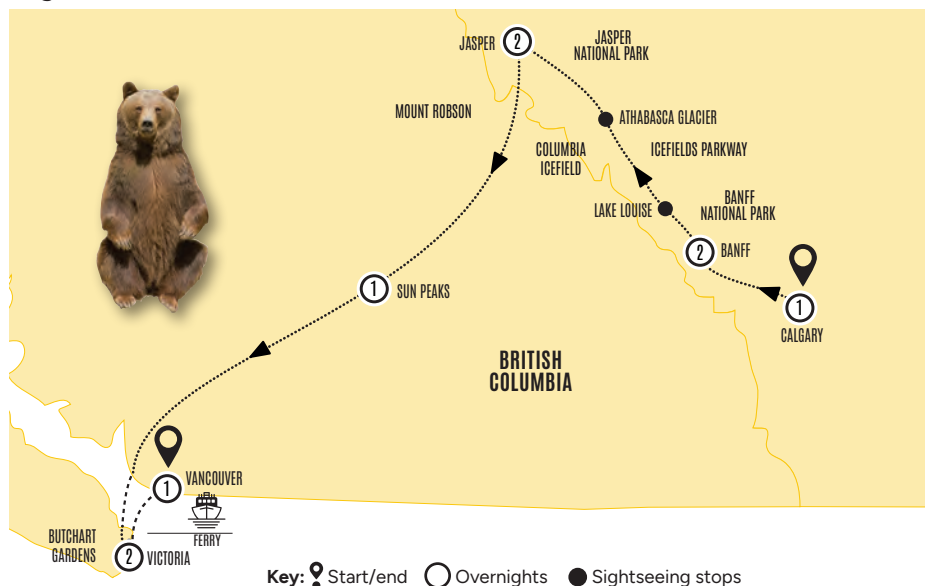 JASPER
2
JASPER
NATIONAL PARK
MOUNT ROBSON
ATHABASCA GLACIER
COLUMBIA
ICEFIELD
ICEFIELDS PARKWAY
LAKE LOUISE
BANFF
NATIONAL PARK
2
BANFF
1
SUN PEAKS
1
CALGARY
BRITISH
COLUMBIA
1
VANCOUVER
FERRY
BUTCHART
GARDENS
2
VICTORIA
Key: Start/end Overnights Sightseeing stops